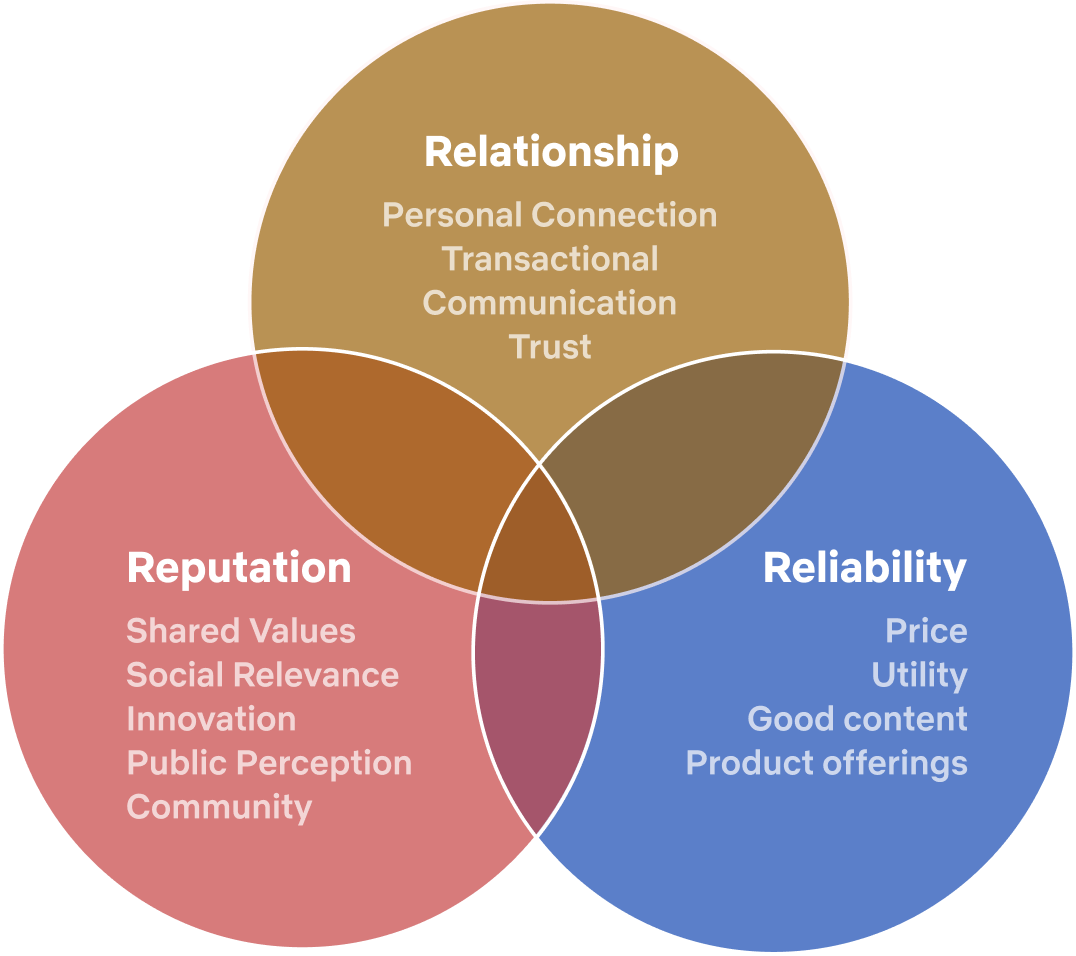 Relationship
Personal Connection
Transactional
Communication
Trust
Reputation
Shared Values
Social Relevance
Innovation
Public Perception
Community
Reliability
Price
Utility
Good content
Product offerings